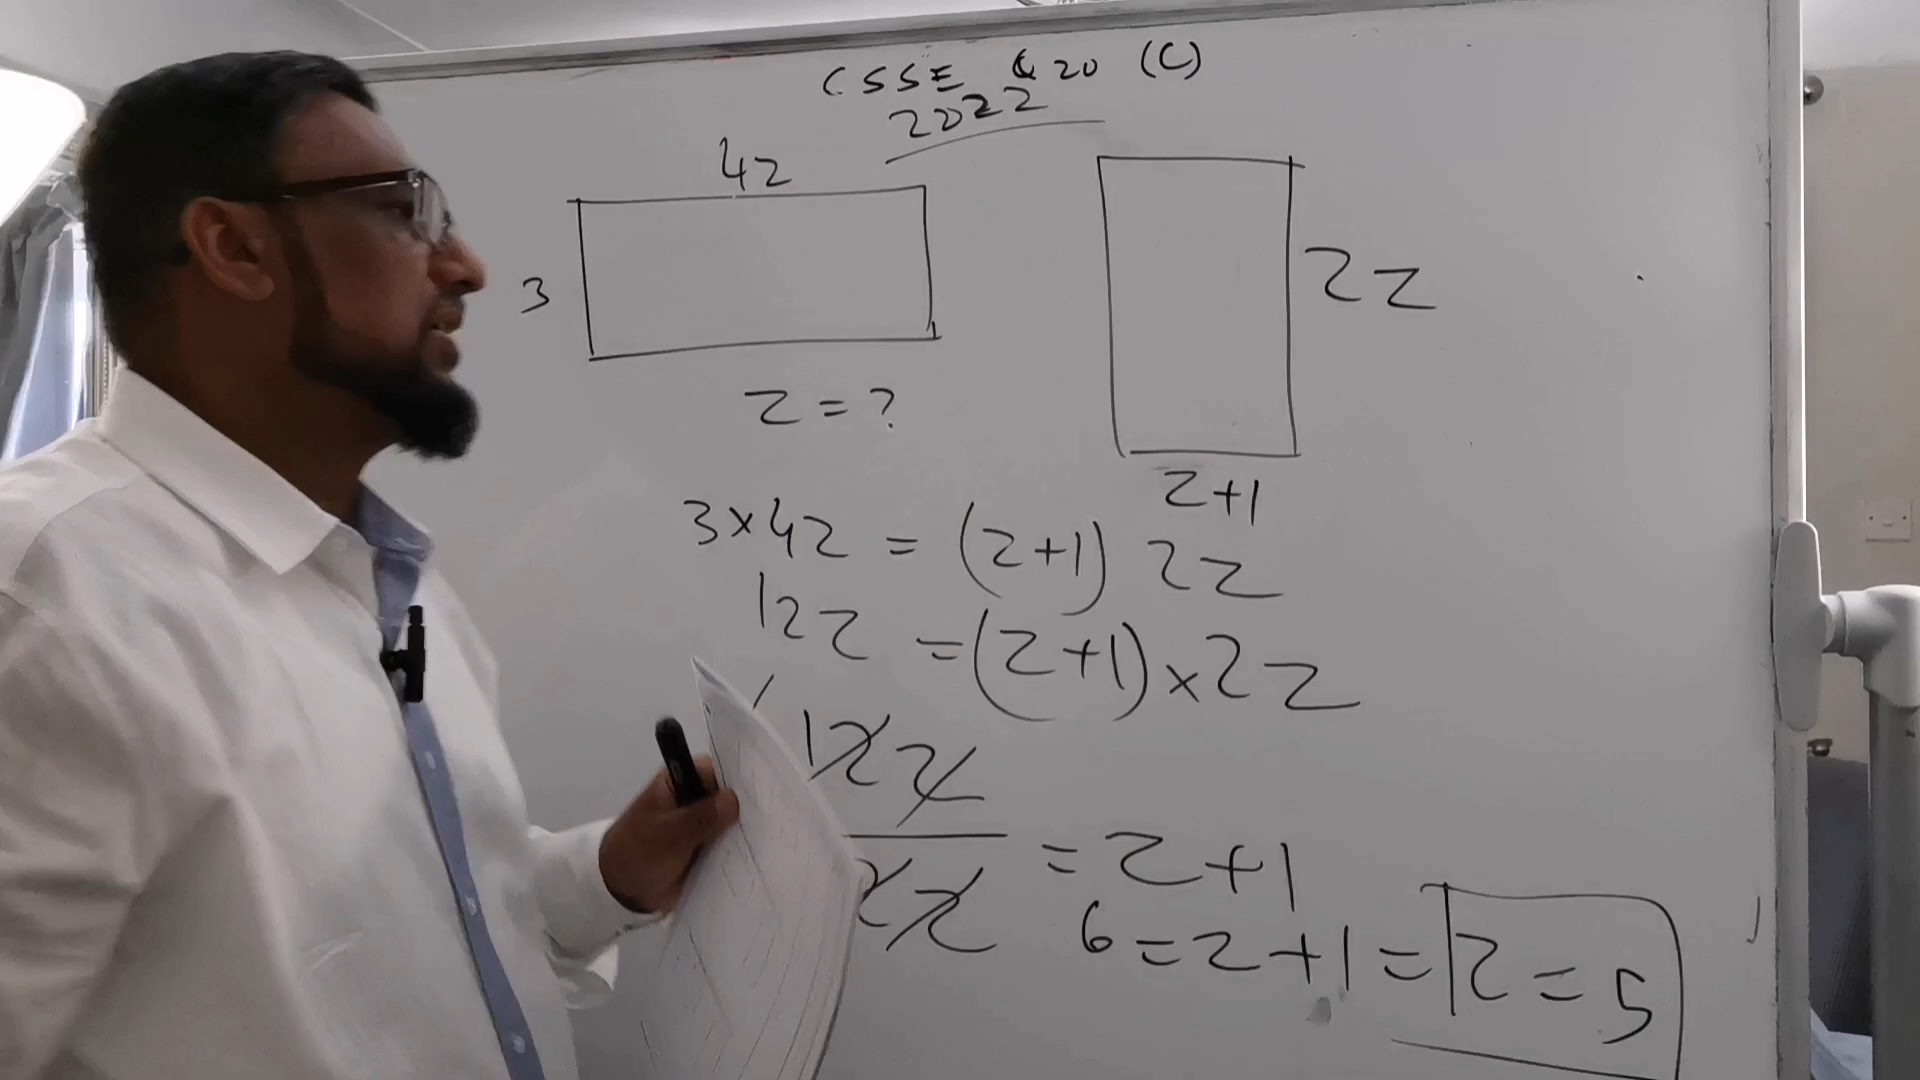 CSSE Q20 (C)
2022
4z
3
2z
z = ?
z+1
3×4z = (z+1) 2z
12z = (z+1)×2z
12z
2z
= z+1
6 = z+1 = z = 5